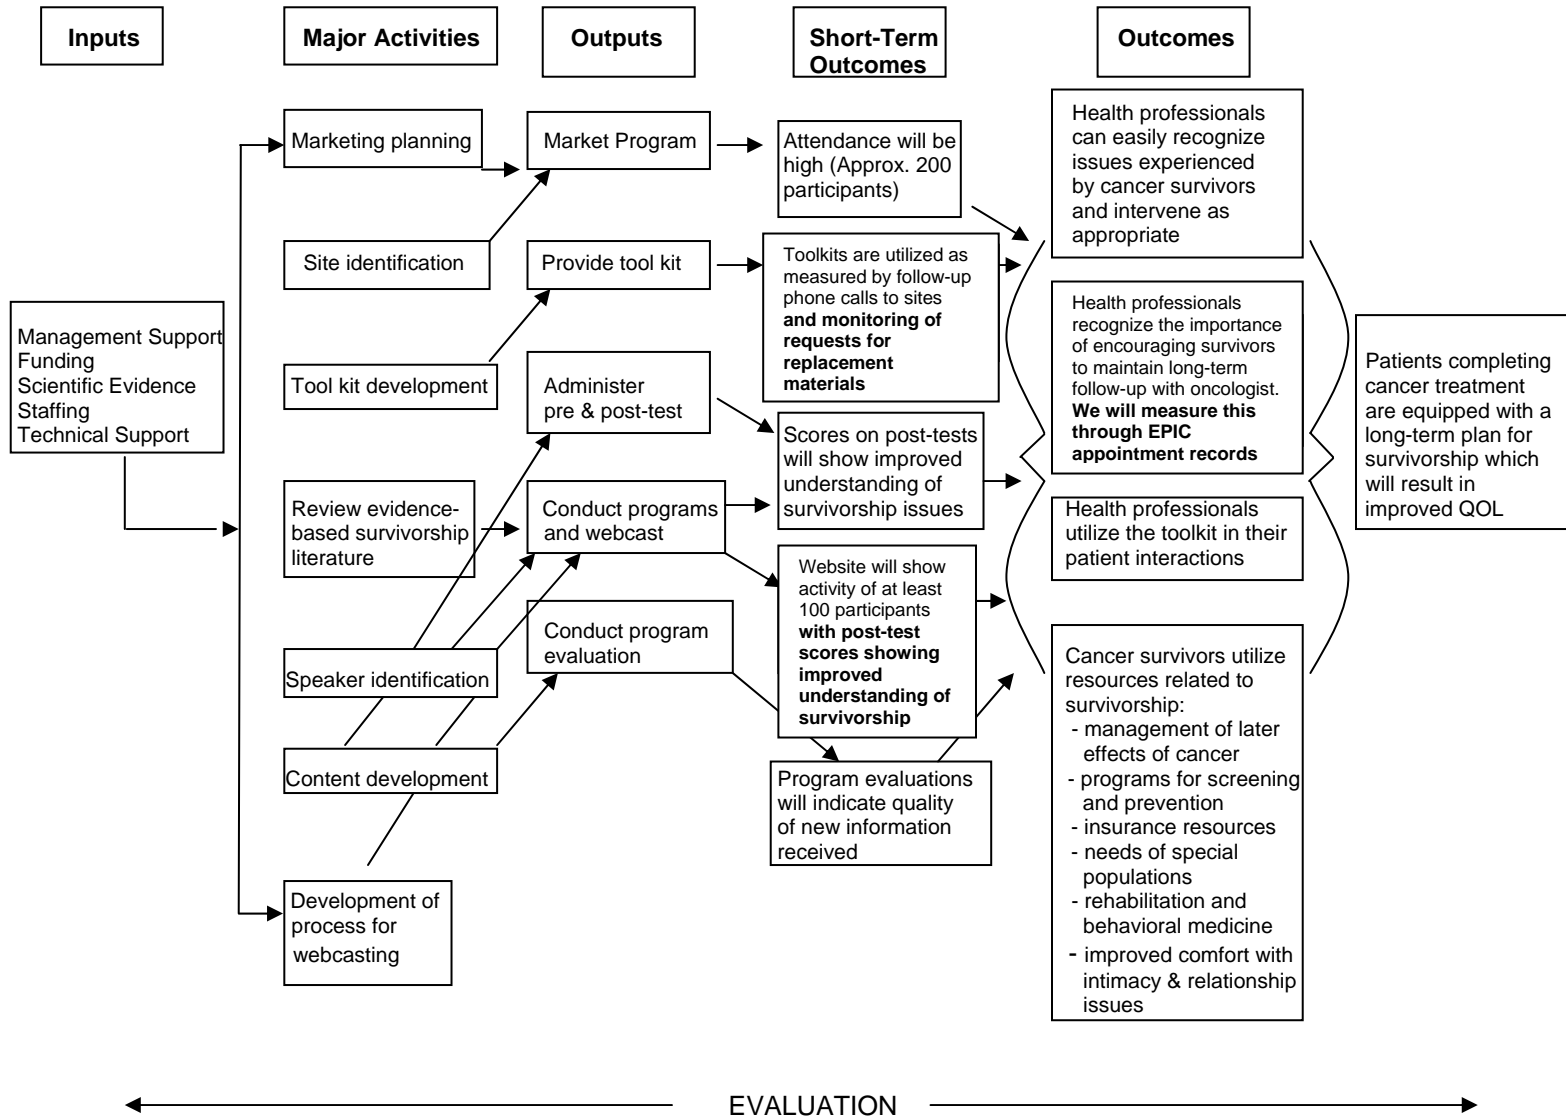 Inputs
Major Activities
Outputs
Short-Term
Outcomes
Outcomes
Management Support
Funding
Scientific Evidence
Staffing
Technical Support
Marketing planning
Site identification
Tool kit development
Review evidence-
based survivorship
literature
Speaker identification
Content development
Development of
process for
webcasting
Market Program
Provide tool kit
Administer
pre & post-test
Conduct programs
and webcast
Conduct program
evaluation
Attendance will be
high (Approx. 200
participants)
Toolkits are utilized as
measured by follow-up
phone calls to sites
and monitoring of
requests for
replacement
materials
Scores on post-tests
will show improved
understanding of
survivorship issues
Website will show
activity of at least
100 participants
with post-test
scores showing
improved
understanding of
survivorship
Program evaluations
will indicate quality
of new information
received
Health professionals
can easily recognize
issues experienced
by cancer survivors
and intervene as
appropriate
Health professionals
recognize the importance
of encouraging survivors
to maintain long-term
follow-up with oncologist.
We will measure this
through EPIC
appointment records
Health professionals
utilize the toolkit in their
patient interactions
Cancer survivors utilize
resources related to
survivorship:
- management of later
effects of cancer
- programs for screening
and prevention
- insurance resources
- needs of special
populations
- rehabilitation and
behavioral medicine
- improved comfort with
intimacy & relationship
issues
Patients completing
cancer treatment
are equipped with a
long-term plan for
survivorship which
will result in
improved QOL
EVALUATION